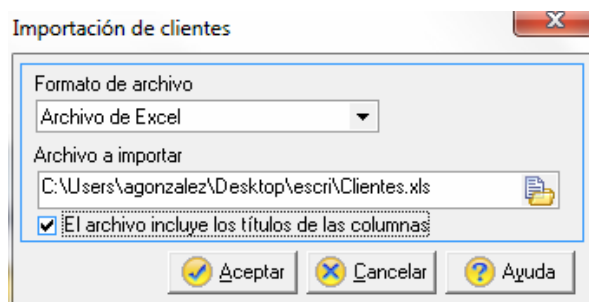 Importación de clientes
Formato de archivo
Archivo de Excel
Archivo a importar
C:\Users\agonzalez\Desktop\escri\Clientes.xls
El archivo incluye los títulos de las columnas
Aceptar Cancelar Ayuda